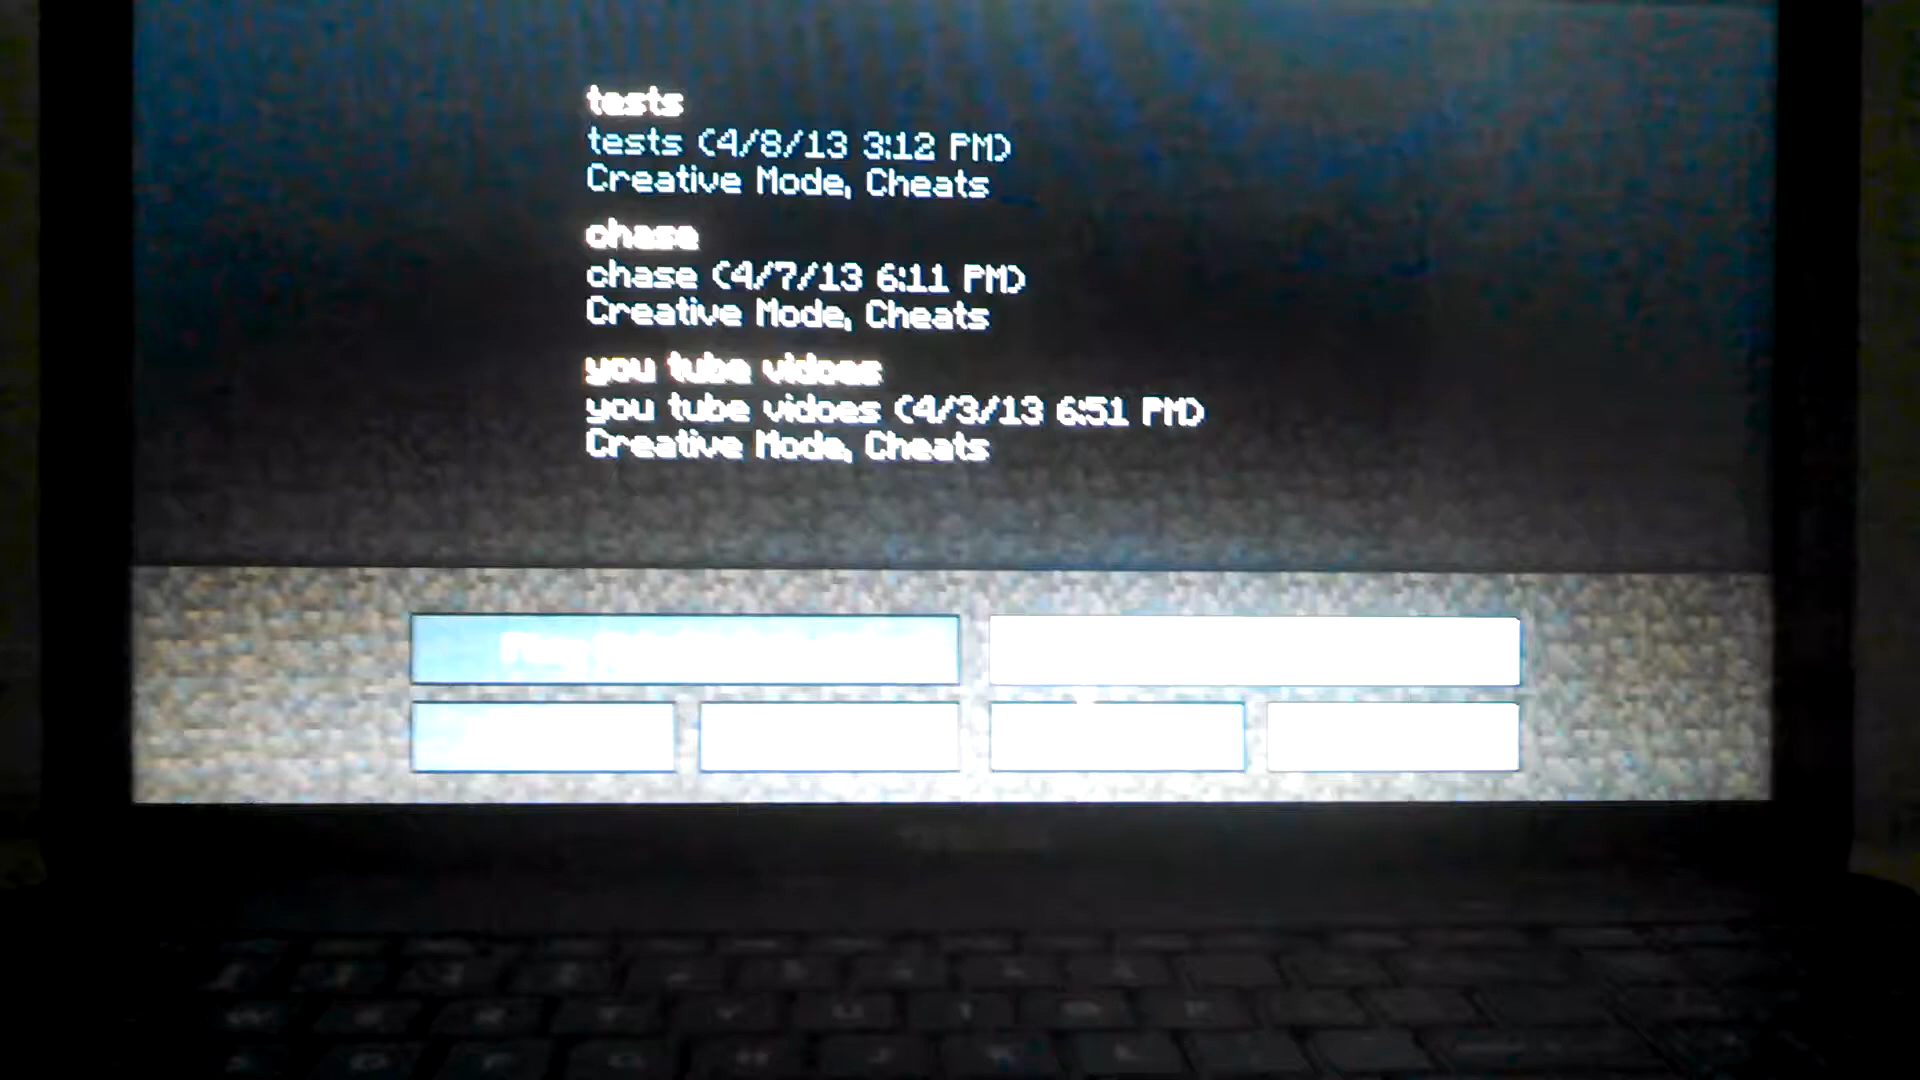 tests
tests (4/8/13 3:12 PM)
Creative Mode, Cheats
chase
chase (4/7/13 6:11 PM)
Creative Mode, Cheats
you tube vidoes
you tube vidoes (4/3/13 6:51 PM)
Creative Mode, Cheats
Play